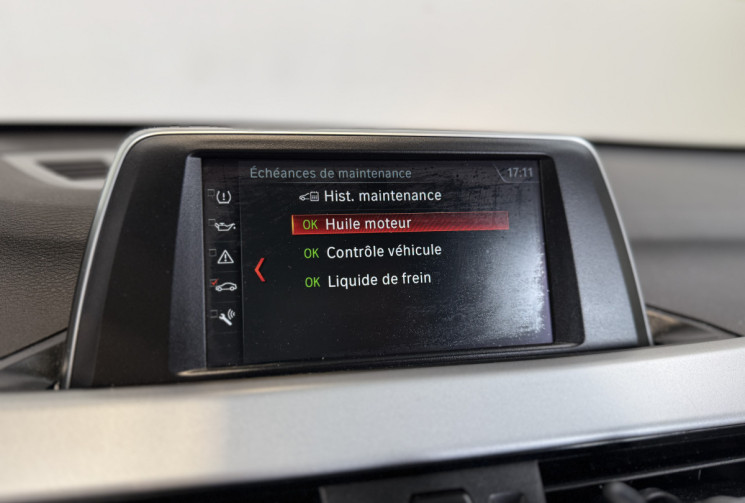 Échéances de maintenance 17:11
Hist. maintenance
OK Huile moteur
OK Contrôle véhicule
OK Liquide de frein